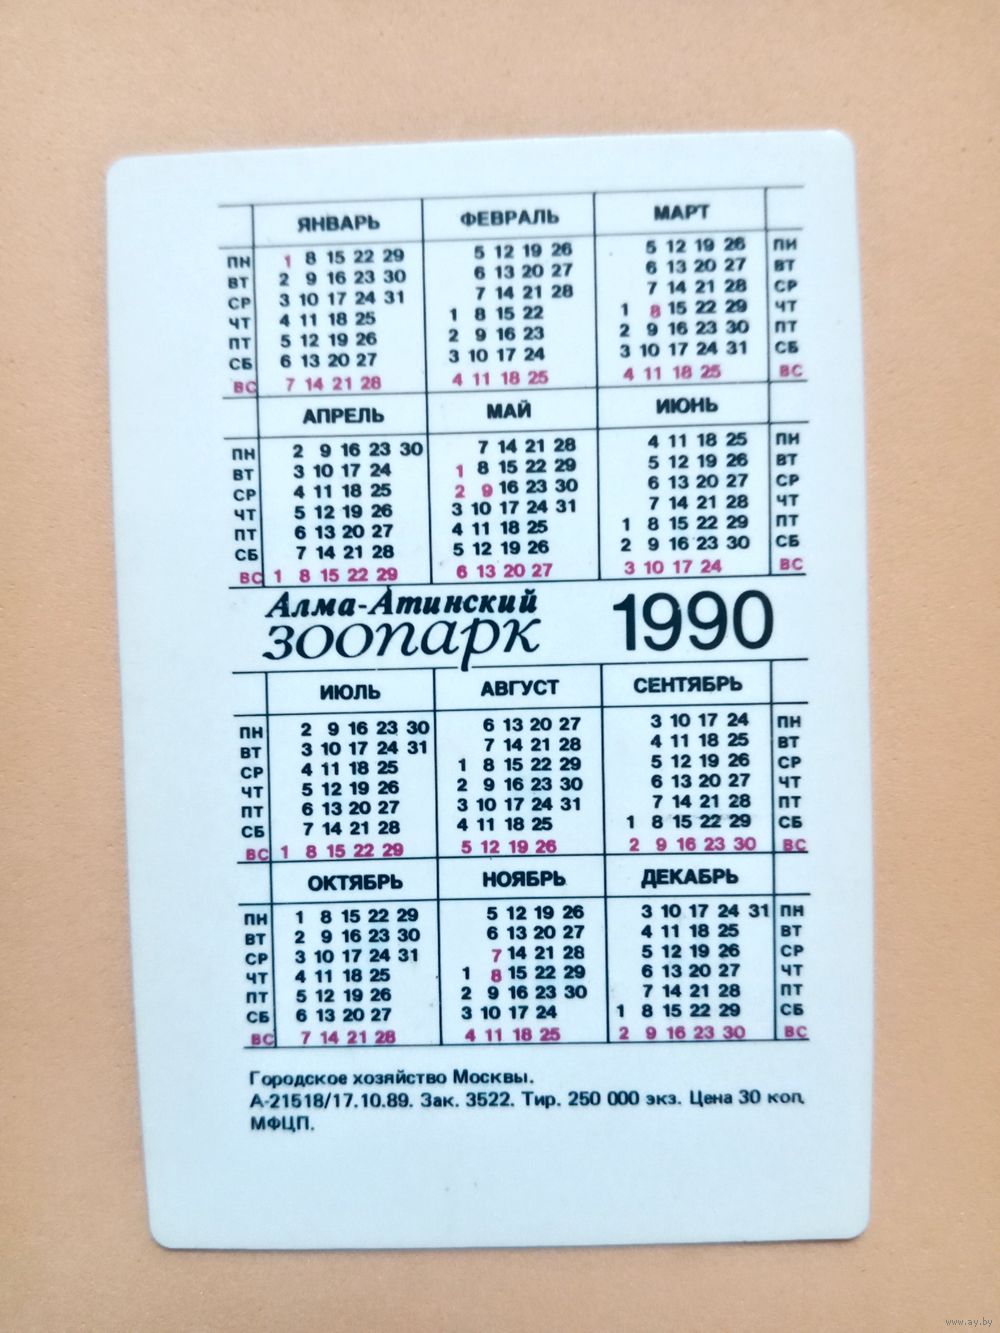 ЯНВАРЬ ФЕВРАЛЬ МАРТ
ПН 1 8 15 22 29 5 12 19 26 5 12 19 26 ПН
ВТ 2 9 16 23 30 6 13 20 27 6 13 20 27 ВТ
СР 3 10 17 24 31 7 14 21 28 7 14 21 28 СР
ЧТ 4 11 18 25 1 8 15 22 1 8 15 22 29 ЧТ
ПТ 5 12 19 26 2 9 16 23 2 9 16 23 30 ПТ
СБ 6 13 20 27 3 10 17 24 3 10 17 24 31 СБ
ВС 7 14 21 28 4 11 18 25 4 11 18 25 ВС
АПРЕЛЬ МАЙ ИЮНЬ
ПН 2 9 16 23 30 7 14 21 28 4 11 18 25 ПН
ВТ 3 10 17 24 1 8 15 22 29 5 12 19 26 ВТ
СР 4 11 18 25 2 9 16 23 30 6 13 20 27 СР
ЧТ 5 12 19 26 3 10 17 24 31 7 14 21 28 ЧТ
ПТ 6 13 20 27 4 11 18 25 1 8 15 22 29 ПТ
СБ 7 14 21 28 5 12 19 26 2 9 16 23 30 СБ
ВС 1 8 15 22 29 6 13 20 27 3 10 17 24 ВС
Алма-Атинский
зоопарк 1990
ИЮЛЬ АВГУСТ СЕНТЯБРЬ
ПН 2 9 16 23 30 6 13 20 27 3 10 17 24 ПН
ВТ 3 10 17 24 31 7 14 21 28 4 11 18 25 ВТ
СР 4 11 18 25 1 8 15 22 29 5 12 19 26 СР
ЧТ 5 12 19 26 2 9 16 23 30 6 13 20 27 ЧТ
ПТ 6 13 20 27 3 10 17 24 31 7 14 21 28 ПТ
СБ 7 14 21 28 4 11 18 25 1 8 15 22 29 СБ
ВС 1 8 15 22 29 5 12 19 26 2 9 16 23 30 ВС
ОКТЯБРЬ НОЯБРЬ ДЕКАБРЬ
ПН 1 8 15 22 29 5 12 19 26 3 10 17 24 31 ПН
ВТ 2 9 16 23 30 6 13 20 27 4 11 18 25 ВТ
СР 3 10 17 24 31 7 14 21 28 5 12 19 26 СР
ЧТ 4 11 18 25 1 8 15 22 29 6 13 20 27 ЧТ
ПТ 5 12 19 26 2 9 16 23 30 7 14 21 28 ПТ
СБ 6 13 20 27 3 10 17 24 1 8 15 22 29 СБ
ВС 7 14 21 28 4 11 18 25 2 9 16 23 30 ВС
Городское хозяйство Москвы.
А-21518/17.10.89. Зак. 3522. Тир. 250 000 экз. Цена 30 коп.
МФЦП.
www.ay.by